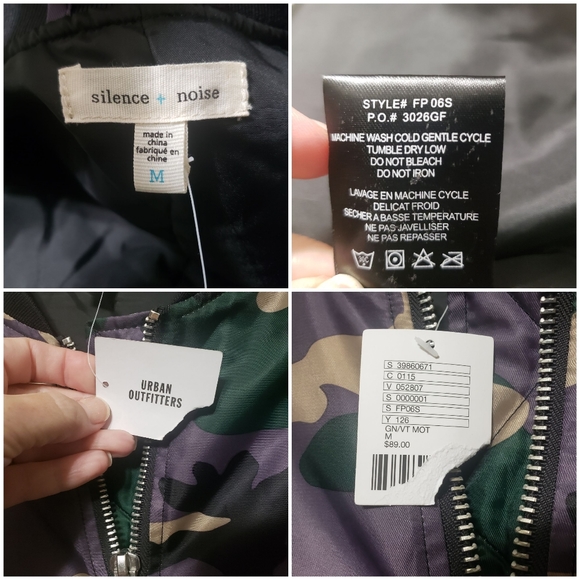 silence + noise
made in
china
fabriqué en
chine
M
STYLE# FP 06S
P.O.# 3026GF
MACHINE WASH COLD GENTLE CYCLE
TUMBLE DRY LOW
DO NOT BLEACH
DO NOT IRON
LAVAGE EN MACHINE CYCLE
DELICAT FROID
SECHER A BASSE TEMPERATURE
NE PAS JAVELLISER
NE PAS REPASSER
URBAN
OUTFITTERS
S 39860671
C 0115
V 052807
S 0000001
S FP06S
Y 126
GN/VT MOT
M
$89.00